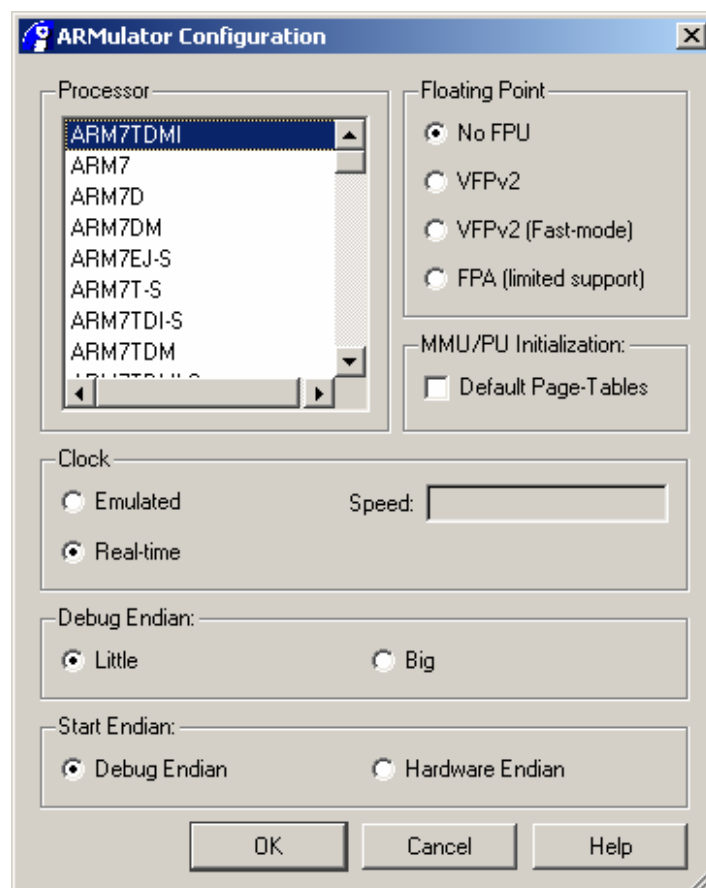 ARMulator Configuration
Processor
ARM7TDMI
ARM7
ARM7D
ARM7DM
ARM7EJ-S
ARM7T-S
ARM7TDI-S
ARM7TDM
Floating Point
No FPU
VFPv2
VFPv2 (Fast-mode)
FPA (limited support)
MMU/PU Initialization:
Default Page-Tables
Clock
Emulated
Speed:
Real-time
Debug Endian:
Little
Big
Start Endian:
Debug Endian
Hardware Endian
OK
Cancel
Help